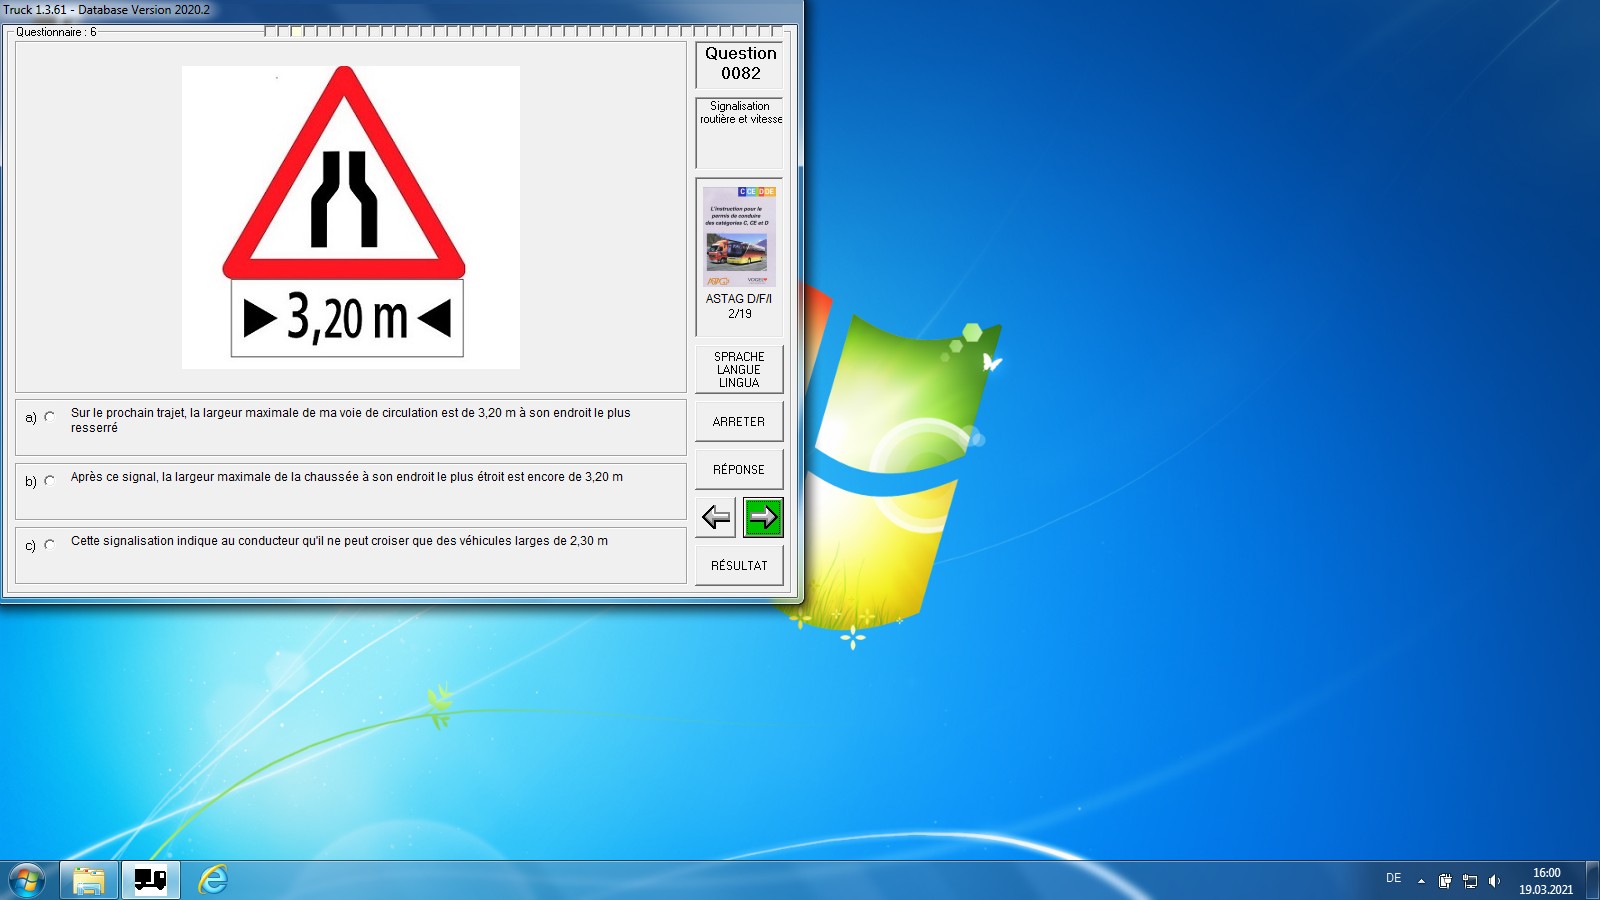 Truck 1.3.61 - Database Version 2020.2
Questionnaire : 6
Question
0082
Signalisation
routière et vitesse
3,20 m
C CE D DE
L'instruction pour le
permis de conduire
des catégories C, CE et D
ASTAG D/F/I
2/19
SPRACHE
LANGUE
LINGUA
a) Sur le prochain trajet, la largeur maximale de ma voie de circulation est de 3,20 m à son endroit le plus
resserré
ARRETER
b) Après ce signal, la largeur maximale de la chaussée à son endroit le plus étroit est encore de 3,20 m
RÉPONSE
c) Cette signalisation indique au conducteur qu'il ne peut croiser que des véhicules larges de 2,30 m
RÉSULTAT
DE
16:00
19.03.2021